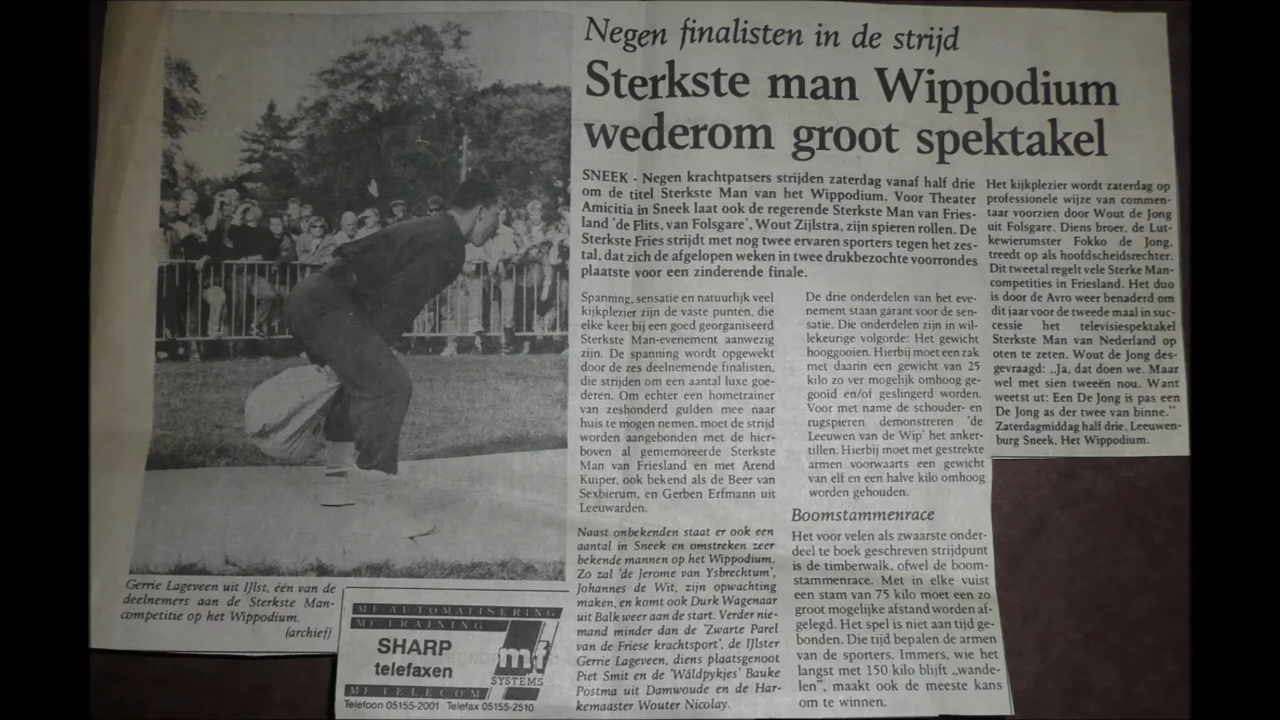 Negen finalisten in de strijd
Sterkste man Wippodium
wederom groot spektakel
SNEEK - Negen krachtpatsers strijden zaterdag vanaf half drie
om de titel Sterkste Man van het Wippodium. Voor Theater
Amicitia in Sneek laat ook de regerende Sterkste Man van Fries-
land 'de Flits, van Folsgare', Wout Zijlstra, zijn spieren rollen. De
Sterkste Fries strijdt met nog twee ervaren sporters tegen het zes-
tal, dat zich de afgelopen weken in twee drukbezochte voorrondes
plaatste voor een zinderende finale.
Spanning, sensatie en natuurlijk veel
kijkplezier zijn de vaste punten, die
elke keer bij een goed georganiseerd
Sterkste Man-evenement aanwezig
zijn. De spanning wordt opgewekt
door de zes deelnemende finalisten,
die strijden om een aantal luxe goe-
deren. Om echter een hometrainer
van zeshonderd gulden mee naar
huis te mogen nemen, moet de strijd
worden aangebonden met de hier-
boven al gememoreerde Sterkste
Man van Friesland en met Arend
Kuiper, ook bekend als de Beer van
Sexbierum, en Gerben Erfmann uit
Leeuwarden.
Naast onbekenden staat er ook een
aantal in Sneek en omstreken zeer
bekende mannen op het Wippodium.
Zo zal 'de Jerome van Ysbrechtum',
Johannes de Wit, zijn opwachting
maken, en komt ook Durk Wagenaar
uit Balk weer aan de start. Verder nie-
mand minder dan de 'Zwarte Parel
van de Friese krachtsport', de IJlster
Gerrie Lageveen, diens plaatsgenoot
Piet Smit en de 'Wâldpykjes' Bauke
Postma uit Damwoude en de Har-
kemaaster Wouter Nicolay.
De drie onderdelen van het eve-
nement staan garant voor de sen-
satie. Die onderdelen zijn in wil-
lekeurige volgorde: Het gewicht
hooggooien. Hierbij moet een zak
met daarin een gewicht van 25
kilo zo ver mogelijk omhoog ge-
gooid en/of geslingerd worden.
Voor met name de schouder- en
rugspieren demonstreren 'de
Leeuwen van de Wip' het anker-
tillen. Hierbij moet met gestrekte
armen voorwaarts een gewicht
van elf en een halve kilo omhoog
worden gehouden.
Boomstammenrace
Het voor velen als zwaarste onder-
deel te boek geschreven strijdpunt
is de timberwalk, ofwel de boom-
stammenrace. Met in elke vuist
een stam van 75 kilo moet een zo
groot mogelijke afstand worden af-
gelegd. Het spel is niet aan tijd ge-
bonden. Die tijd bepalen de armen
van de sporters. Immers, wie het
langst met 150 kilo blijft „wande-
len", maakt ook de meeste kans
om te winnen.
Het kijkplezier wordt zaterdag op
professionele wijze van commen-
taar voorzien door Wout de Jong
uit Folsgare. Diens broer, de Lut-
kewierumster Fokko de Jong,
treedt op als hoofdscheidsrechter.
Dit tweetal regelt vele Sterke Man-
competities in Friesland. Het duo
is door de Avro weer benaderd om
dit jaar voor de tweede maal in suc-
cessie het televisiespektakel
Sterkste Man van Nederland op
oten te zeten. Wout de Jong des-
gevraagd: „Ja, dat doen we. Maar
wel met sien tweeën nou. Want
weetst ut: Een De Jong is pas een
De Jong as der twee van binne."
Zaterdagmiddag half drie, Leeuwen-
burg Sneek, Het Wippodium.
Gerrie Lageveen uit IJlst, één van de
deelnemers aan de Sterkste Man-
competitie op het Wippodium.
(archief)
MF-AUTOMATISERING
MF-TRAINING
SHARP
telefaxen
mf
SYSTEMS
MF-TELECOM
Telefoon 05155-2001 Telefax 05155-2510